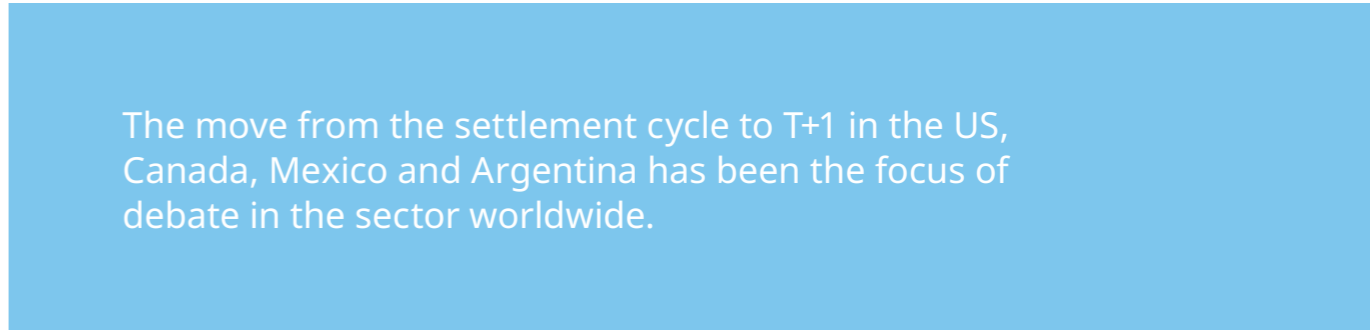 The move from the settlement cycle to T+1 in the US,
Canada, Mexico and Argentina has been the focus of
debate in the sector worldwide.